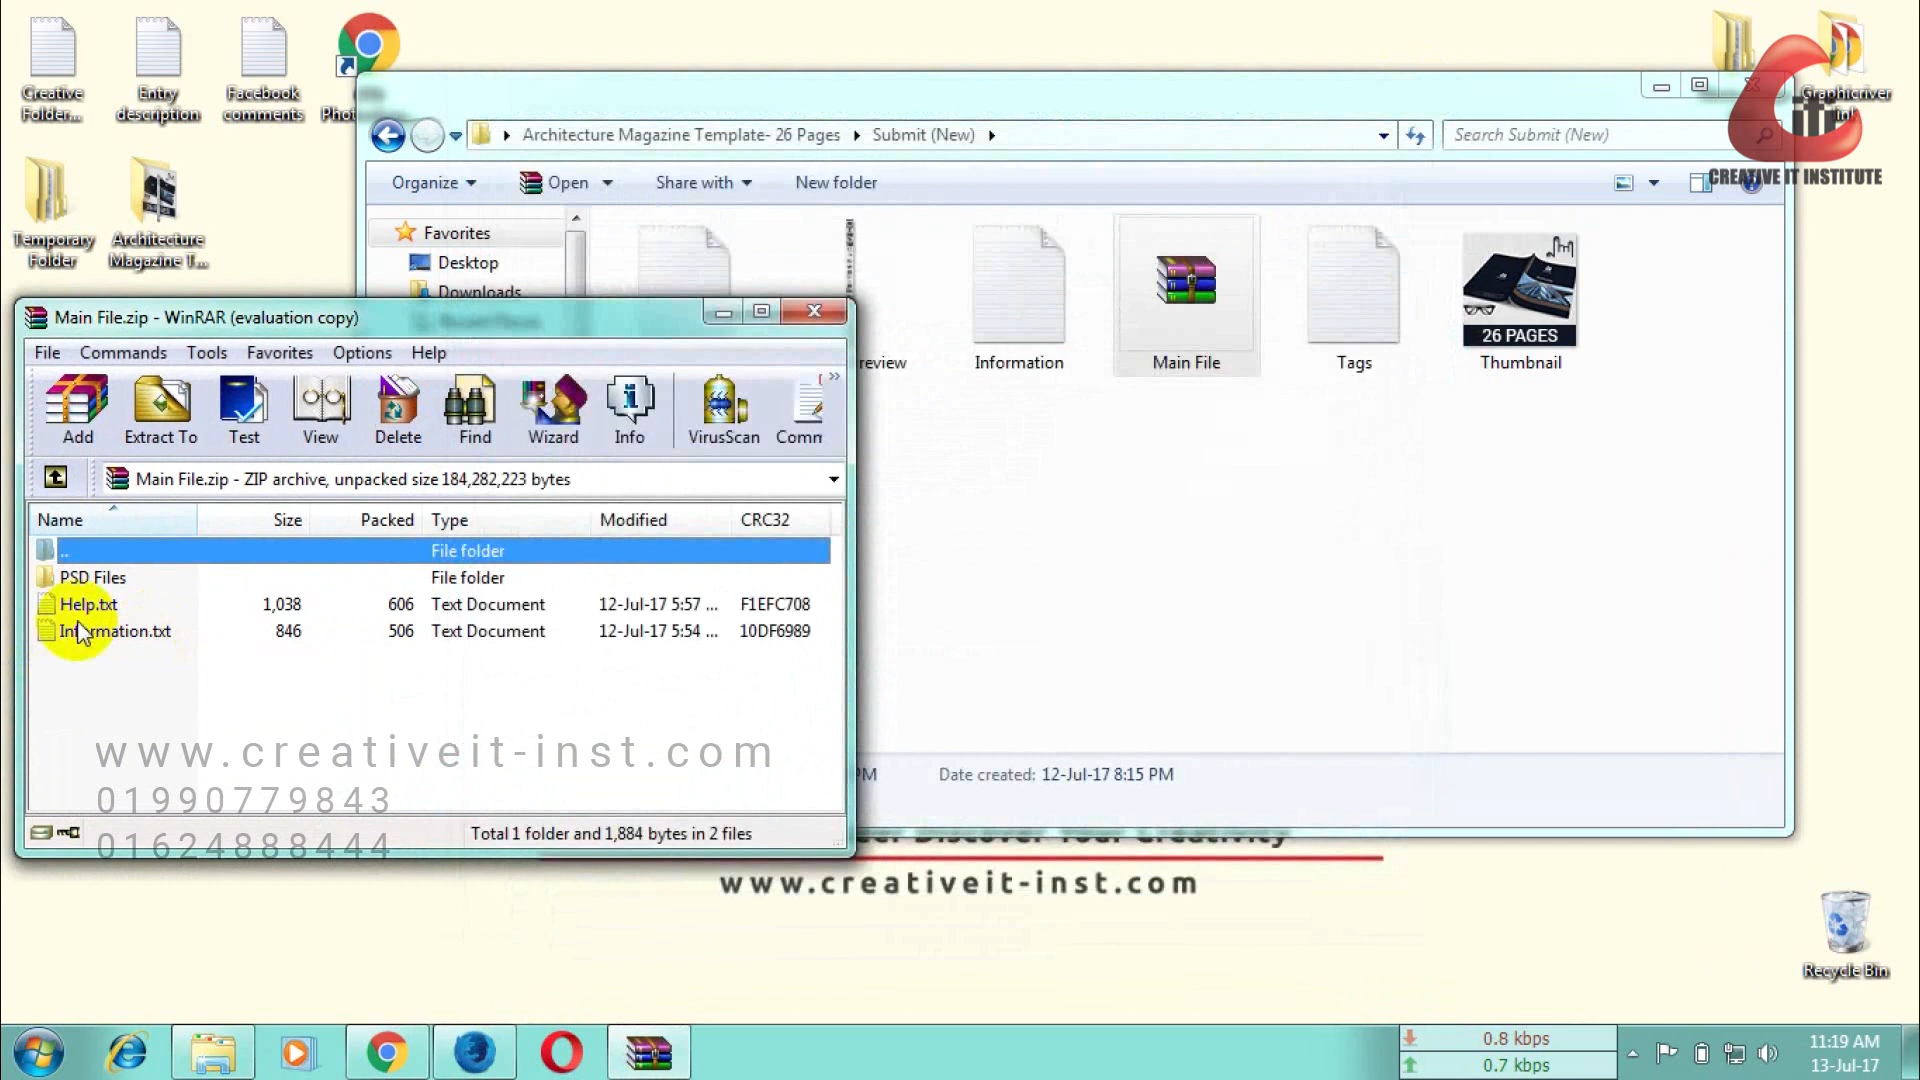 Creative Folder...
Entry description
Facebook comments
Temporary Folder
Architecture Magazine T...
Architecture Magazine Template- 26 Pages
Submit (New)
Search Submit (New)
Organize
Open
Share with
New folder
CREATIVE IT INSTITUTE
Favorites
Desktop
Downloads
Information
Main File
Tags
26 PAGES
Thumbnail
Main File.zip - WinRAR (evaluation copy)
File Commands Tools Favorites Options Help
Add Extract To Test View Delete Find Wizard Info VirusScan Comm
Main File.zip - ZIP archive, unpacked size 184,282,223 bytes
Name Size Packed Type Modified CRC32
.. File folder
PSD Files File folder
Help.txt 1,038 606 Text Document 12-Jul-17 5:57 ... F1EFC708
Information.txt 846 506 Text Document 12-Jul-17 5:54 ... 10DF6989
www.creativeit-inst.com
01990779843
01624888444
Total 1 folder and 1,884 bytes in 2 files
Date created: 12-Jul-17 8:15 PM
Discover Your Creativity
www.creativeit-inst.com
Recycle Bin
0.8 kbps
0.7 kbps
11:19 AM
13-Jul-17